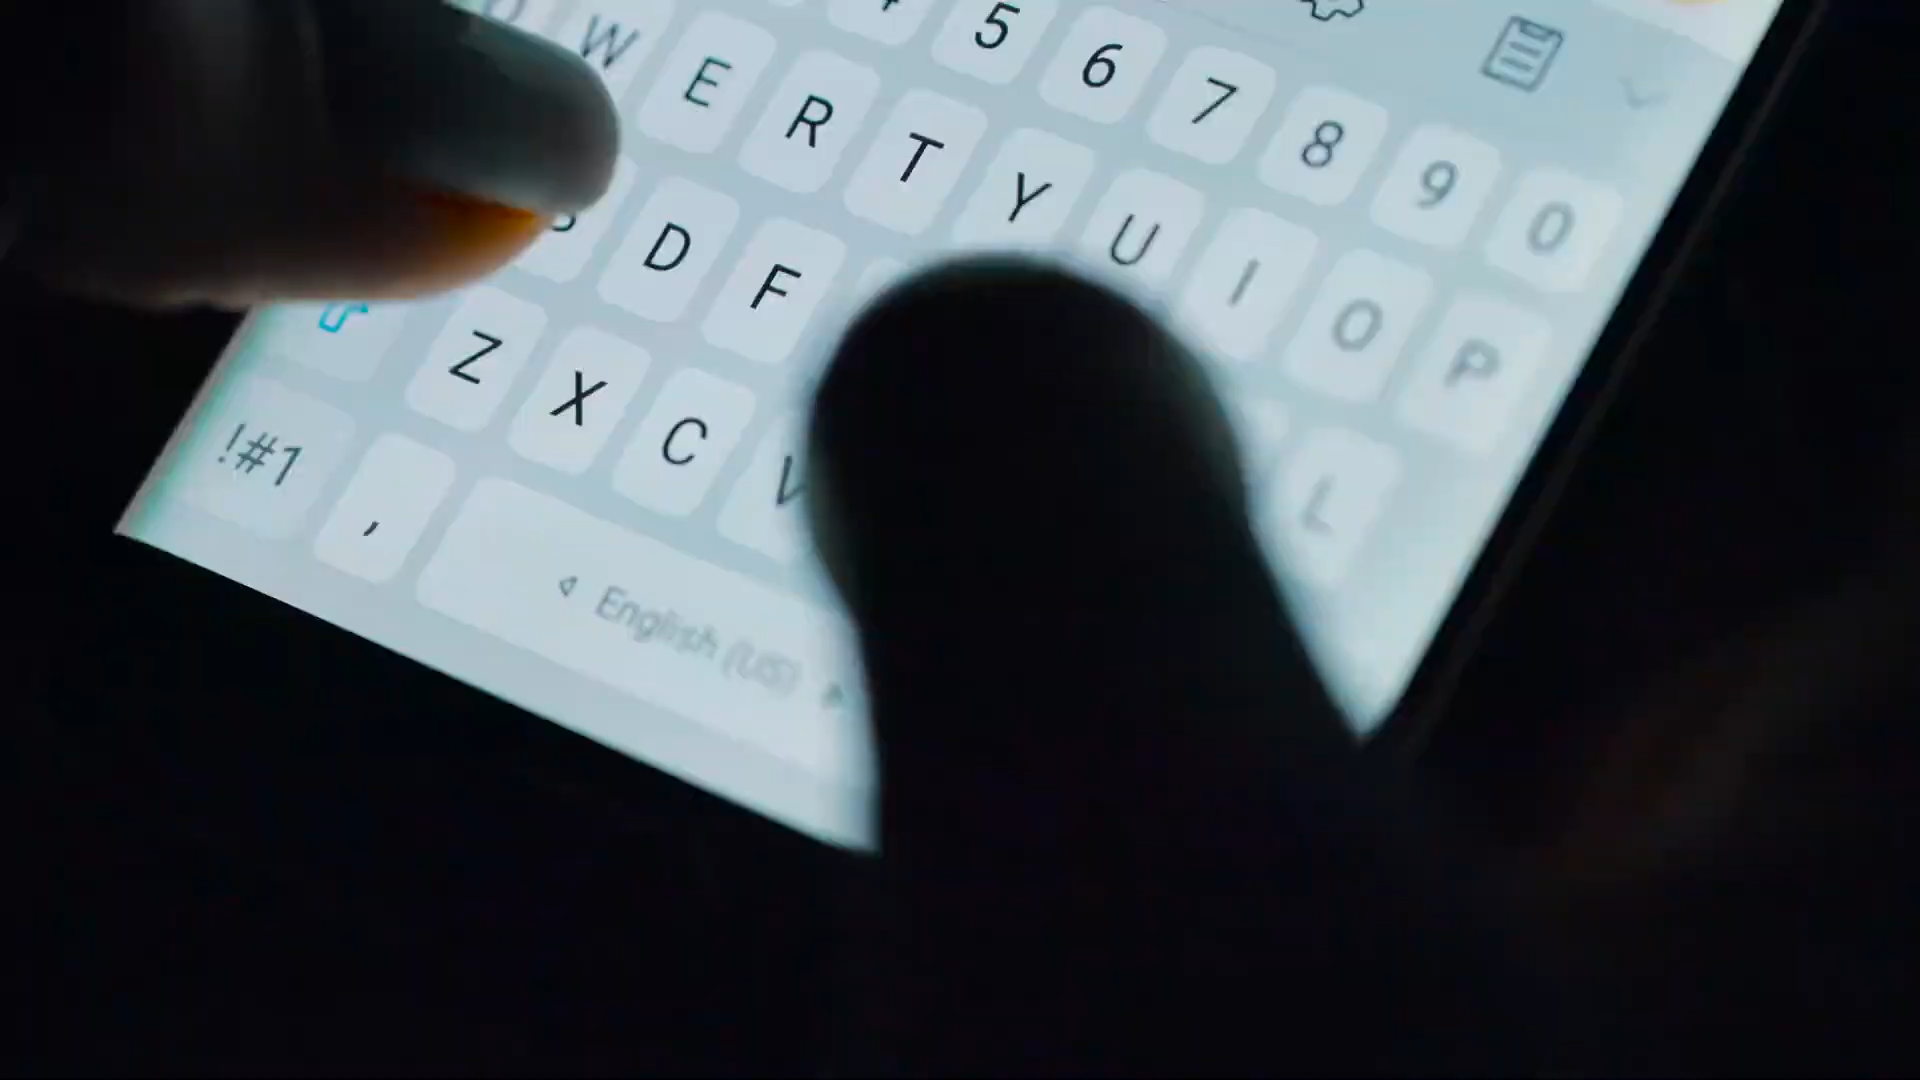 5 6 7 8 9 0
W E R T Y U I O P
D F L
Z X C V
!#1 , English (US)